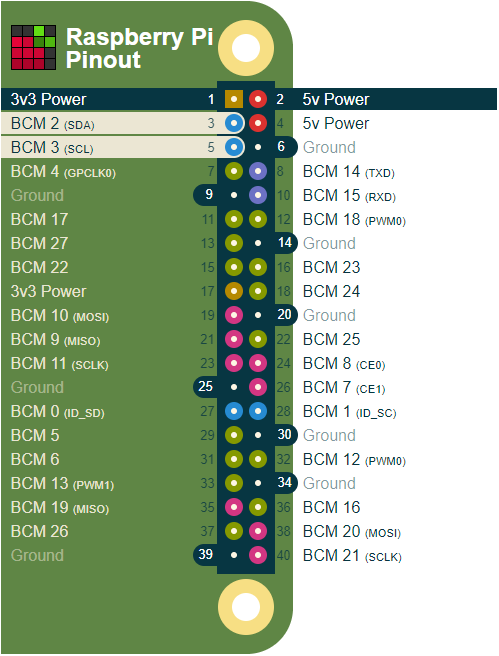 Raspberry Pi
Pinout
3v3 Power 1 2 5v Power
BCM 2 (SDA) 3 4 5v Power
BCM 3 (SCL) 5 6 Ground
BCM 4 (GPCLK0) 7 8 BCM 14 (TXD)
Ground 9 10 BCM 15 (RXD)
BCM 17 11 12 BCM 18 (PWM0)
BCM 27 13 14 Ground
BCM 22 15 16 BCM 23
3v3 Power 17 18 BCM 24
BCM 10 (MOSI) 19 20 Ground
BCM 9 (MISO) 21 22 BCM 25
BCM 11 (SCLK) 23 24 BCM 8 (CE0)
Ground 25 26 BCM 7 (CE1)
BCM 0 (ID_SD) 27 28 BCM 1 (ID_SC)
BCM 5 29 30 Ground
BCM 6 31 32 BCM 12 (PWM0)
BCM 13 (PWM1) 33 34 Ground
BCM 19 (MISO) 35 36 BCM 16
BCM 26 37 38 BCM 20 (MOSI)
Ground 39 40 BCM 21 (SCLK)